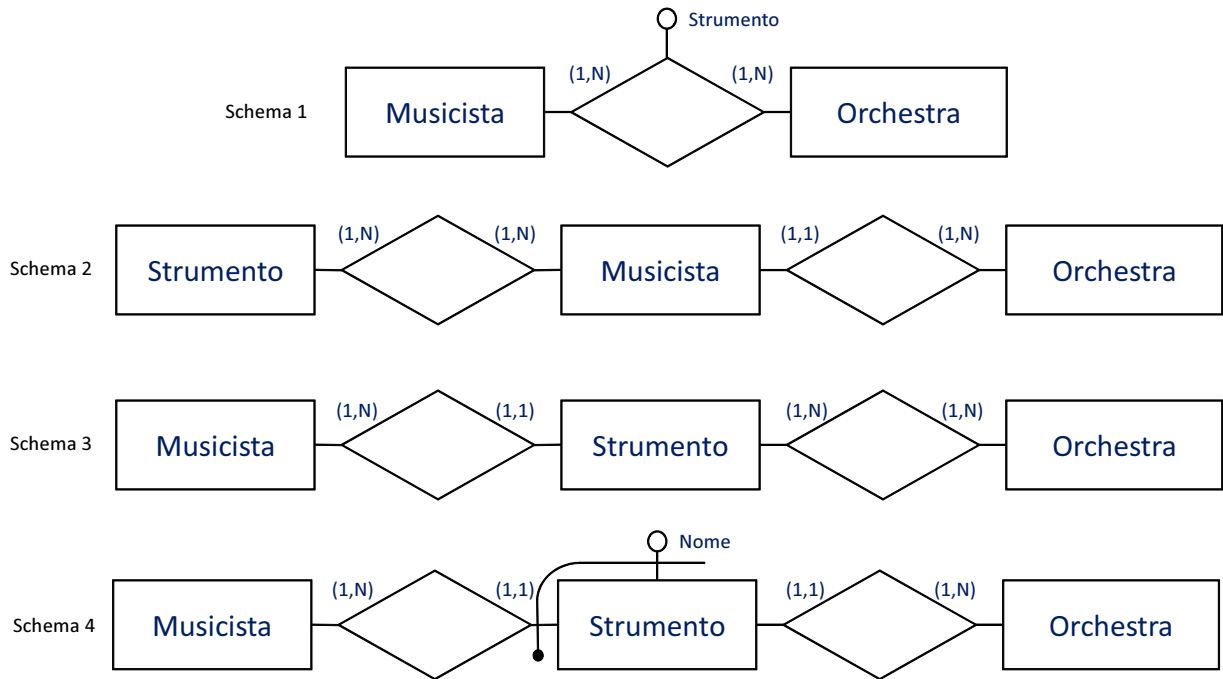 Strumento
Schema 1 Musicista (1,N) (1,N) Orchestra
Schema 2 Strumento (1,N) (1,N) Musicista (1,1) (1,N) Orchestra
Schema 3 Musicista (1,N) (1,1) Strumento (1,N) (1,N) Orchestra
Nome
Schema 4 Musicista (1,N) (1,1) Strumento (1,1) (1,N) Orchestra